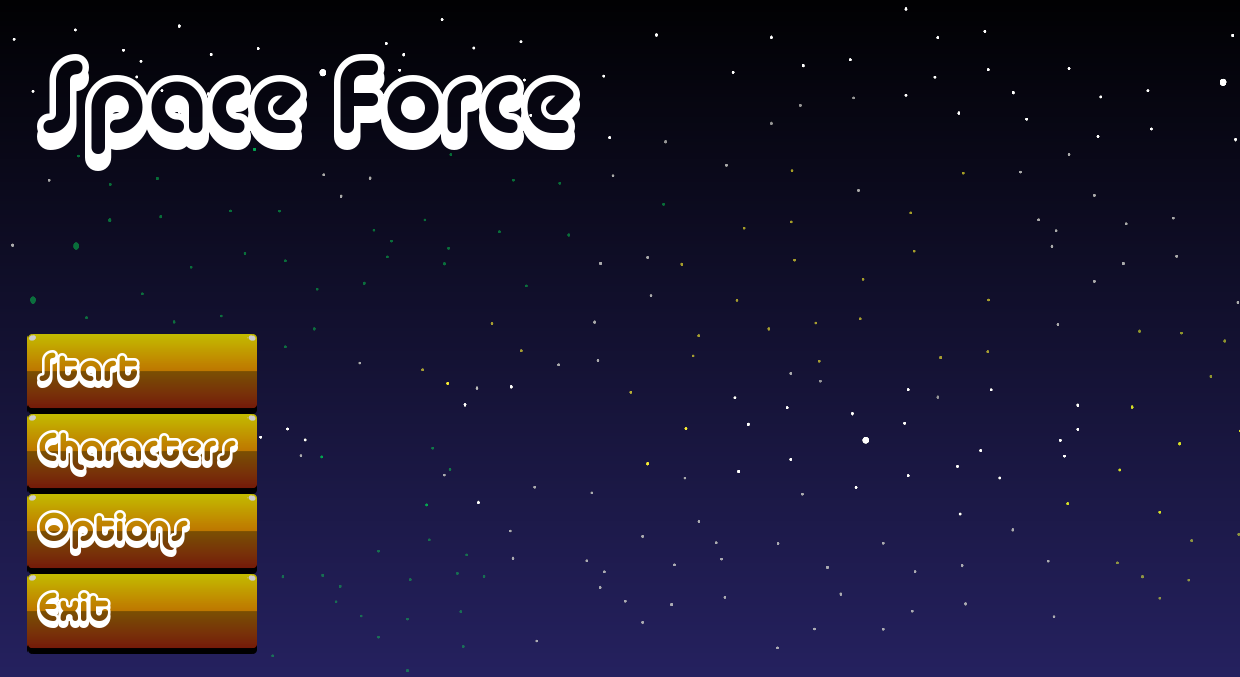 Space Force
Start
Characters
Options
Exit